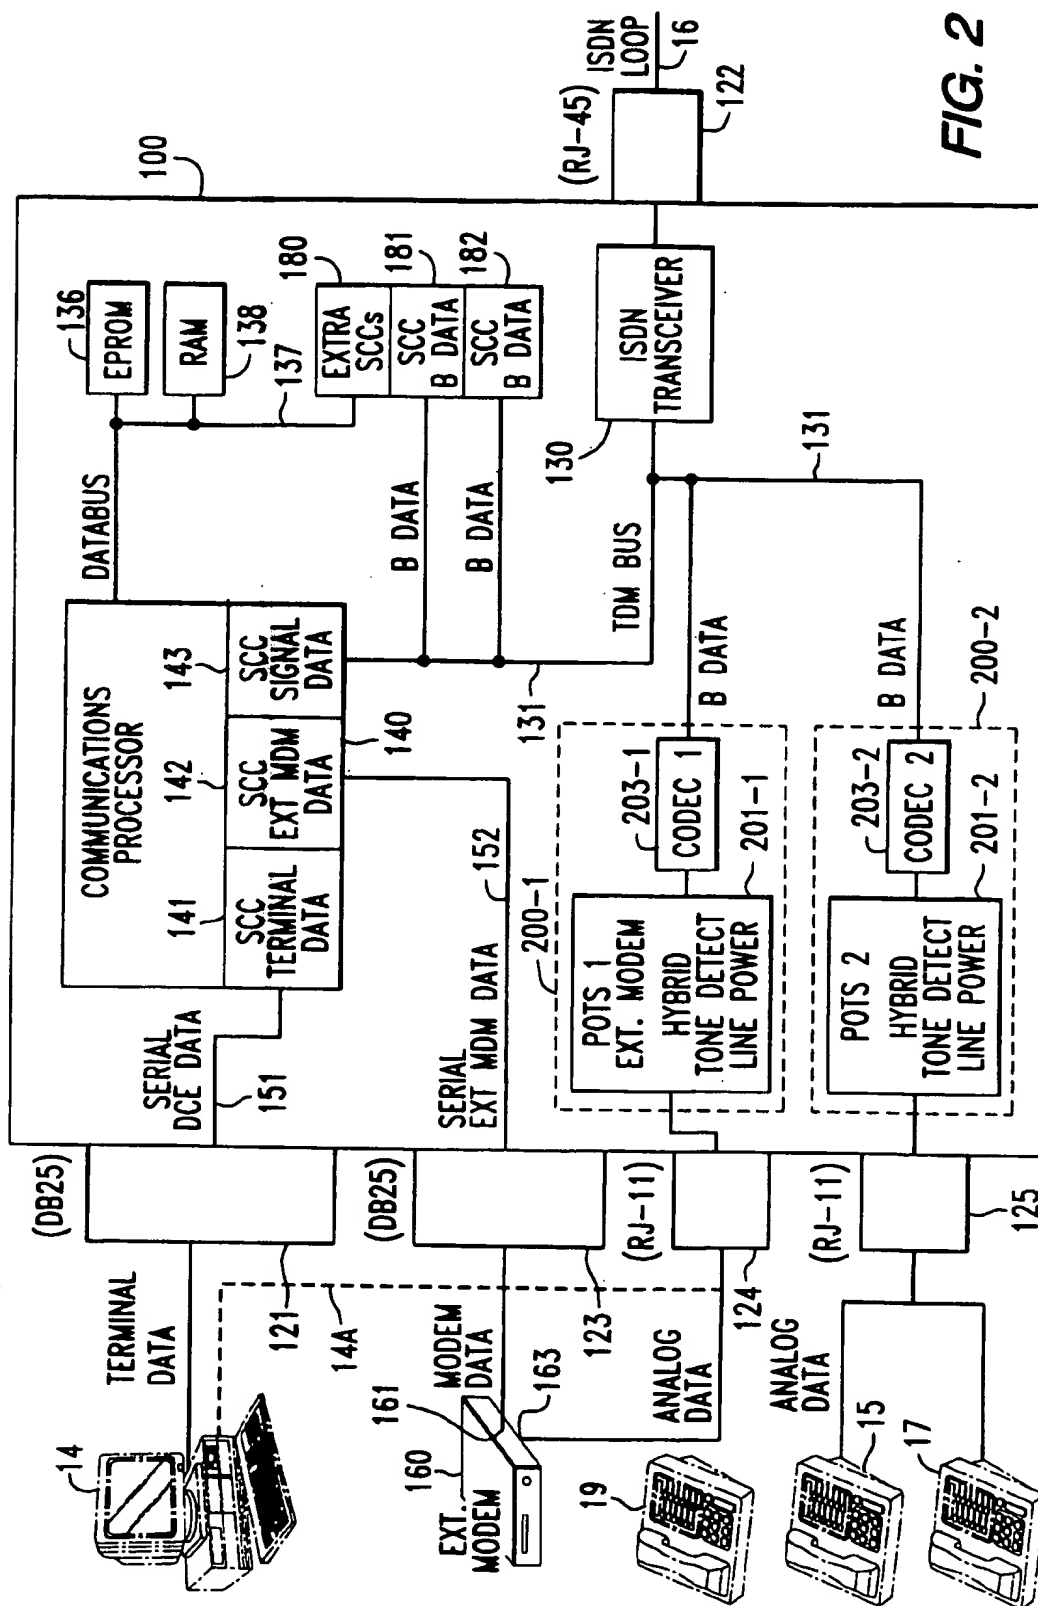 14
TERMINAL
DATA
(DB25)
121
SERIAL
DCE DATA
151
14A
EXT.
MODEM
160
161
MODEM
DATA
163
(DB25)
123
SERIAL
EXT MDM DATA
152
COMMUNICATIONS
PROCESSOR
141
142
143
SCC
TERMINAL
DATA
SCC
EXT MDM
DATA
SCC
SIGNAL
DATA
140
DATABUS
136
EPROM
RAM
138
137
180
EXTRA
SCCs
181
SCC
B DATA
182
SCC
B DATA
B DATA
B DATA
131
TDM BUS
100
130
ISDN
TRANSCEIVER
(RJ-45)
122
ISDN
LOOP
16
19
ANALOG
DATA
(RJ-11)
124
200-1
POTS 1
EXT. MODEM
HYBRID
TONE DETECT
LINE POWER
203-1
CODEC 1
201-1
B DATA
131
15
17
ANALOG
DATA
(RJ-11)
125
POTS 2
HYBRID
TONE DETECT
LINE POWER
203-2
CODEC 2
201-2
B DATA
200-2
FIG. 2